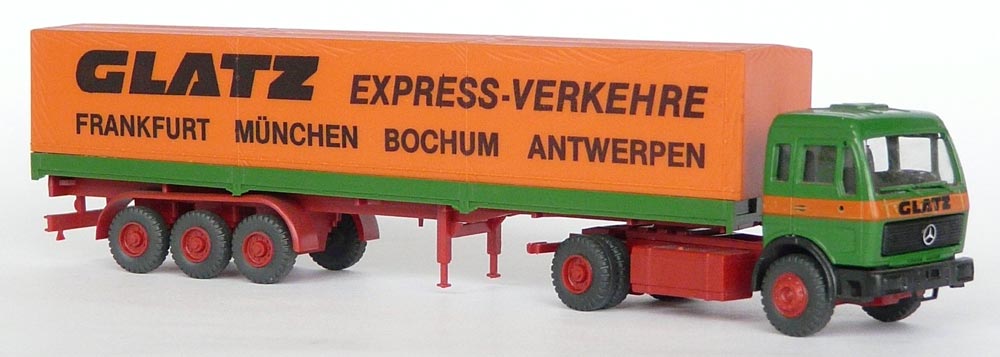 GLATZ EXPRESS-VERKEHRE
FRANKFURT MÜNCHEN BOCHUM ANTWERPEN
GLATZ